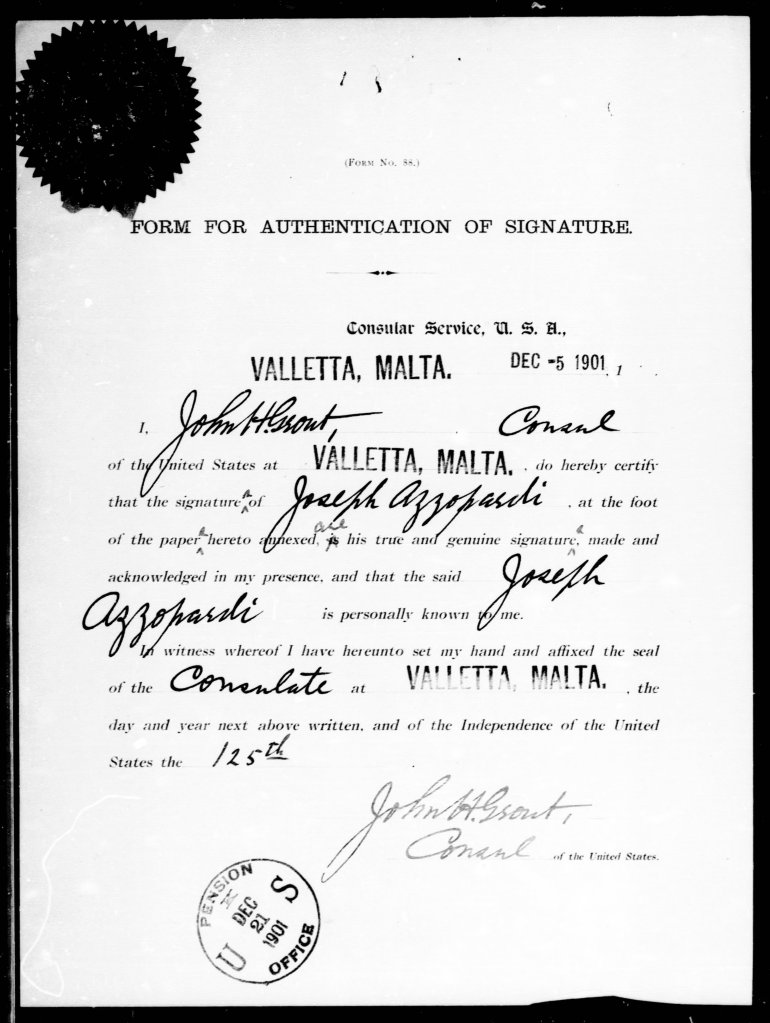 (FORM No. 88.)
FORM FOR AUTHENTICATION OF SIGNATURE.
Consular Service, U. S. A.,
VALLETTA, MALTA. DEC -5 1901, 1
I, John H. Grout, Consul
of the United States at VALLETTA, MALTA. , do hereby certify
that the signatures of Joseph Azzopardi , at the foot
of the papers hereto annexed, are is his true and genuine signatures, made and
acknowledged in my presence, and that the said Joseph
Azzopardi is personally known to me.
In witness whereof I have hereunto set my hand and affixed the seal
of the Consulate at VALLETTA, MALTA. , the
day and year next above written, and of the Independence of the United
States the 125th
John H. Grout,
Consul of the United States.
U S PENSION OFFICE
DEC
21
1901